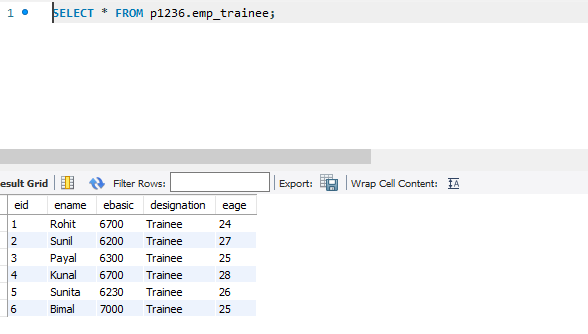 1 SELECT * FROM p1236.emp_trainee;
esult Grid Filter Rows: Export: Wrap Cell Content:
eid ename ebasic designation eage
1 Rohit 6700 Trainee 24
2 Sunil 6200 Trainee 27
3 Payal 6300 Trainee 25
4 Kunal 6700 Trainee 28
5 Sunita 6230 Trainee 26
6 Bimal 7000 Trainee 25